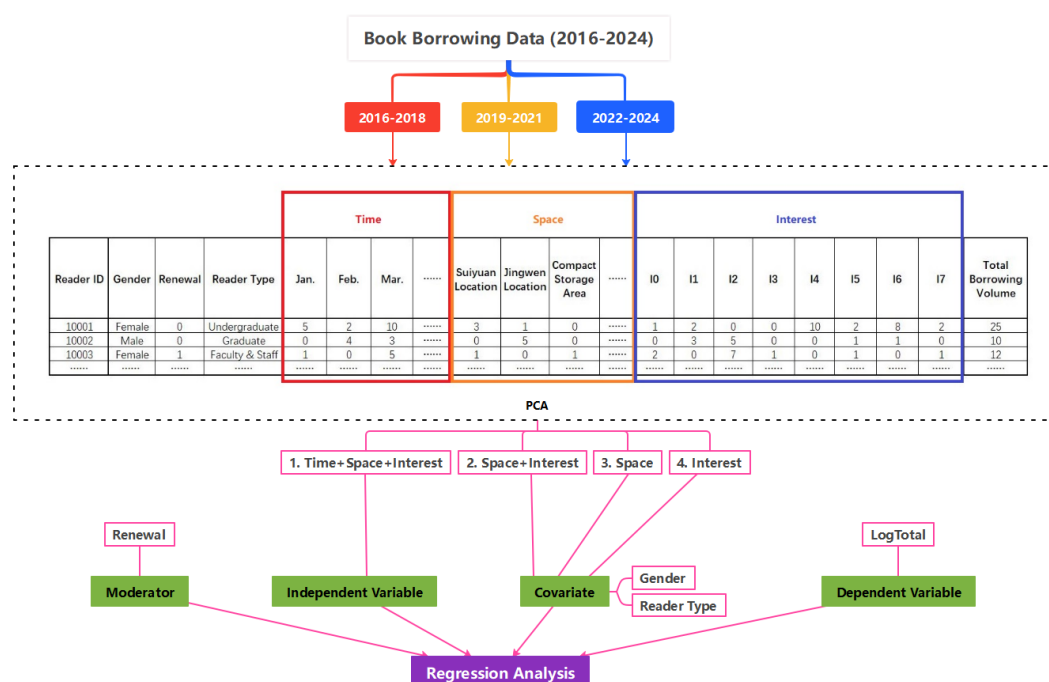 Book Borrowing Data (2016-2024)
2016-2018 2019-2021 2022-2024
Time Space Interest
Reader ID Gender Renewal Reader Type Jan. Feb. Mar. ...... Suiyuan Location Jingwen Location Compact Storage Area ...... I0 I1 I2 I3 I4 I5 I6 I7 Total Borrowing Volume
10001 Female 0 Undergraduate 5 2 10 ...... 3 1 0 ...... 1 2 0 0 10 2 8 2 25
10002 Male 0 Graduate 0 4 3 ...... 0 5 0 ...... 0 3 5 0 0 1 1 0 10
10003 Female 1 Faculty & Staff 1 0 5 ...... 1 0 1 ...... 2 0 7 1 0 1 0 1 12
...... ...... ...... ...... ...... ...... ...... ...... ...... ...... ...... ...... ...... ...... ...... ...... ...... ...... ...... ...... ......
PCA
1. Time+Space+Interest 2. Space+Interest 3. Space 4. Interest
Renewal LogTotal
Gender
Moderator Independent Variable Covariate Dependent Variable
Reader Type
Regression Analysis